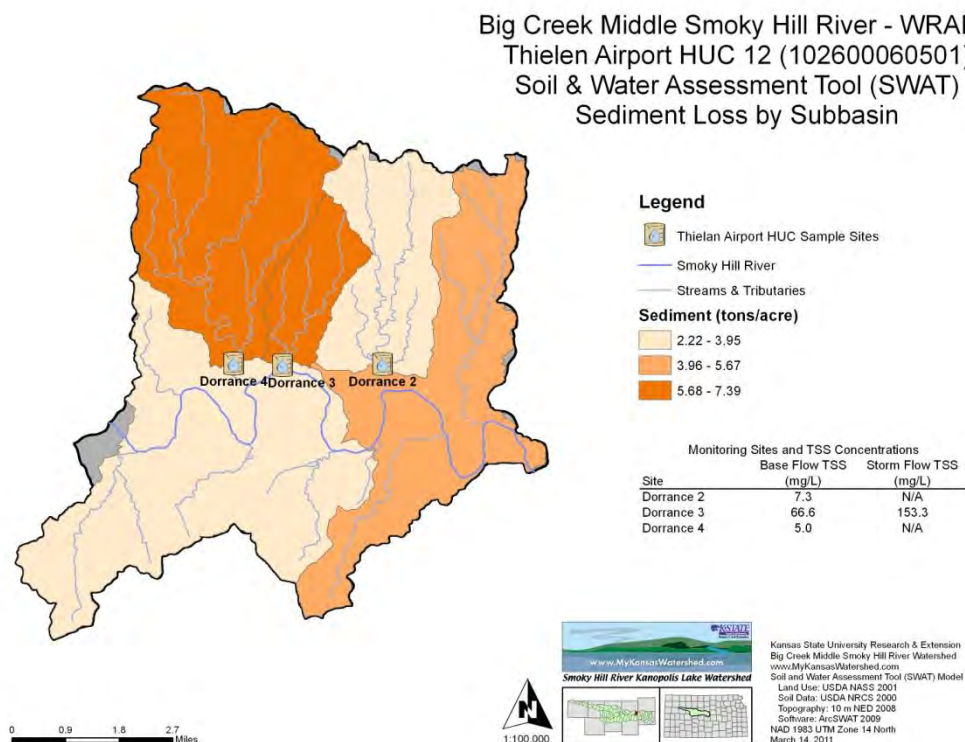 Big Creek Middle Smoky Hill River - WRA
Thielen Airport HUC 12 (102600060501)
Soil & Water Assessment Tool (SWAT)
Sediment Loss by Subbasin
Legend
Thielan Airport HUC Sample Sites
Smoky Hill River
Streams & Tributaries
Sediment (tons/acre)
2.22 - 3.95
3.96 - 5.67
5.68 - 7.39
Dorrance 4 Dorrance 3 Dorrance 2
Monitoring Sites and TSS Concentrations
Base Flow TSS Storm Flow TSS
Site (mg/L) (mg/L)
Dorrance 2 7.3 N/A
Dorrance 3 66.6 153.3
Dorrance 4 5.0 N/A
www.MyKansasWatershed.com
Smoky Hill River Kanopolis Lake Watershed
Kansas State University Research & Extension
Big Creek Middle Smoky Hill River Watershed
www.MyKansasWatershed.com
Soil and Water Assessment Tool (SWAT) Model
Land Use: USDA NASS 2001
Soil Data: USDA NRCS 2000
Topography: 10 m NED 2008
Software: ArcSWAT 2009
NAD 1983 UTM Zone 14 North
March 14, 2011
N
1:100,000
0 0.9 1.8 2.7
Miles